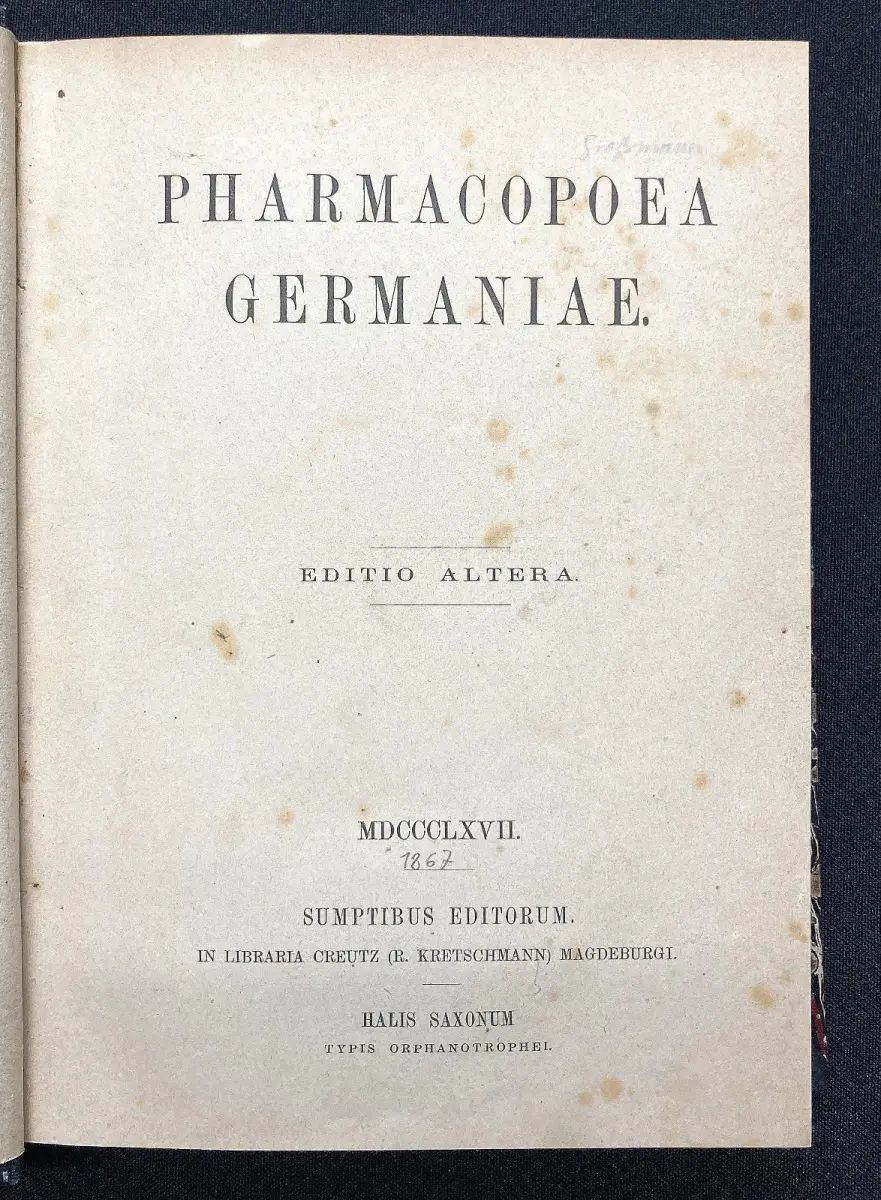 PHARMACOPOEA
GERMANIAE.
EDITIO ALTERA.
MDCCCLXVII.
1867
SUMPTIBUS EDITORUM.
IN LIBRARIA CREUTZ (R. KRETSCHMANN) MAGDEBURGI.
HALIS SAXONUM
TYPIS ORPHANOTROPHEI.